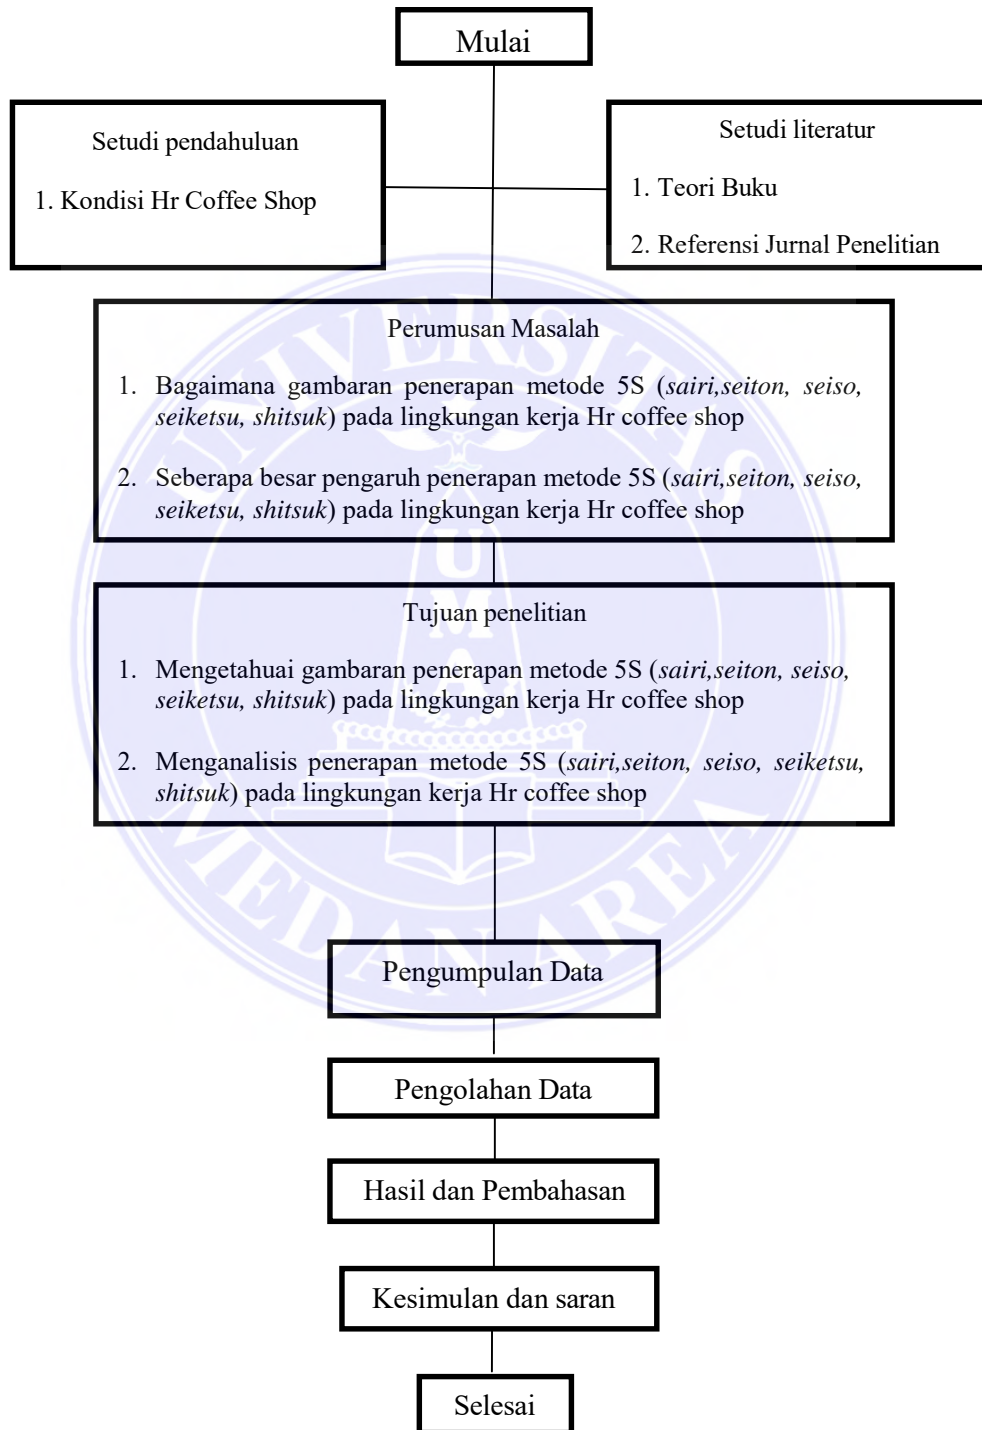 Mulai
Setudi pendahuluan
1. Kondisi Hr Coffee Shop
Setudi literatur
1. Teori Buku
2. Referensi Jurnal Penelitian
Perumusan Masalah
1. Bagaimana gambaran penerapan metode 5S (sairi,seiton, seiso,
seiketsu, shitsuk) pada lingkungan kerja Hr coffee shop
2. Seberapa besar pengaruh penerapan metode 5S (sairi,seiton, seiso,
seiketsu, shitsuk) pada lingkungan kerja Hr coffee shop
Tujuan penelitian
1. Mengetahuai gambaran penerapan metode 5S (sairi,seiton, seiso,
seiketsu, shitsuk) pada lingkungan kerja Hr coffee shop
2. Menganalisis penerapan metode 5S (sairi,seiton, seiso, seiketsu,
shitsuk) pada lingkungan kerja Hr coffee shop
Pengumpulan Data
Pengolahan Data
Hasil dan Pembahasan
Kesimulan dan saran
Selesai
UNIVERSITAS
UMA
MEDAN AREA